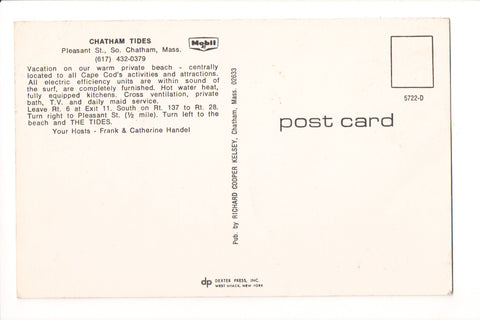 CHATHAM TIDES
Pleasant St., So. Chatham, Mass.
(617) 432-0379
Mobil
Vacation on our warm private beach - centrally
located to all Cape Cod's activities and attractions.
All electric efficiency units are within sound of
the surf, are completely furnished. Hot water heat,
fully equipped kitchens. Cross ventilation, private
bath, T.V. and daily maid service.
Leave Rt. 6 at Exit 11. South on Rt. 137 to Rt. 28.
Turn right to Pleasant St. (½ mile). Turn left to the
beach and THE TIDES.
Your Hosts - Frank & Catherine Handel
Pub. by RICHARD COOPER KELSEY, Chatham, Mass. 00633
5722-D
post card
dp DEXTER PRESS, INC.
WEST NYACK, NEW YORK